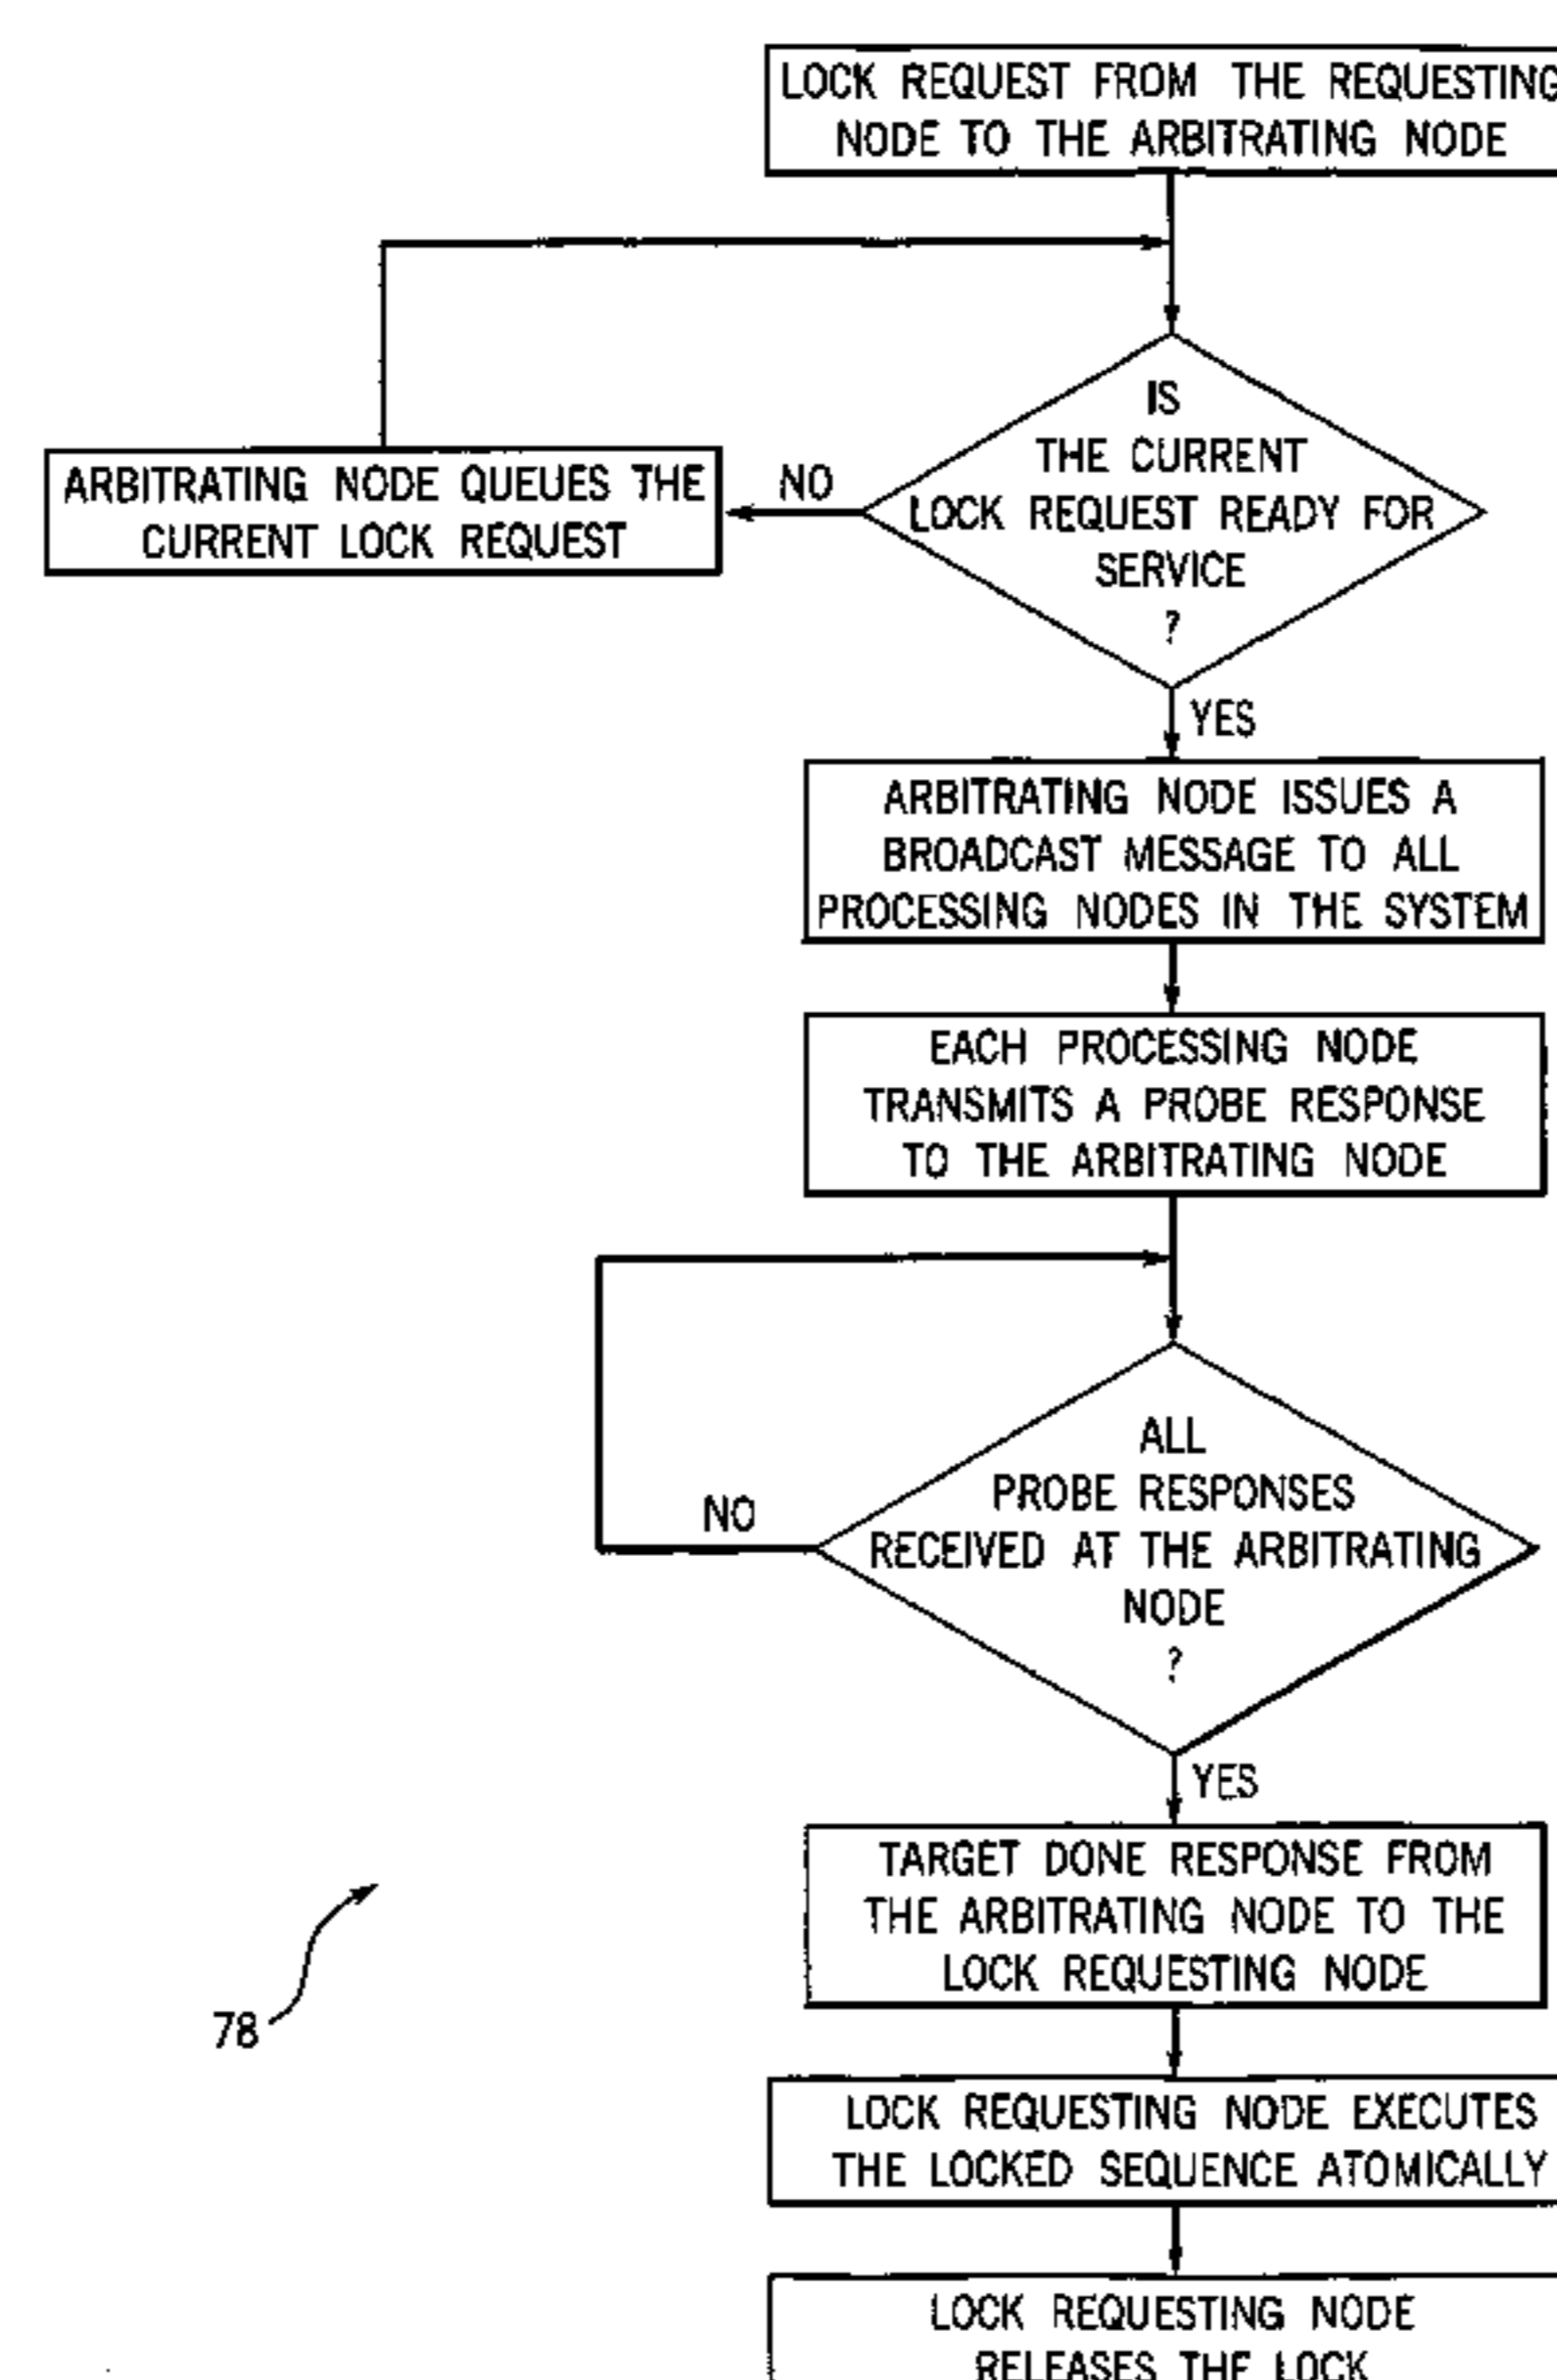 LOCK REQUEST FROM THE REQUESTING
NODE TO THE ARBITRATING NODE
IS
THE CURRENT
LOCK REQUEST READY FOR
SERVICE
?
NO
ARBITRATING NODE QUEUES THE
CURRENT LOCK REQUEST
YES
ARBITRATING NODE ISSUES A
BROADCAST MESSAGE TO ALL
PROCESSING NODES IN THE SYSTEM
EACH PROCESSING NODE
TRANSMITS A PROBE RESPONSE
TO THE ARBITRATING NODE
ALL
PROBE RESPONSES
RECEIVED AT THE ARBITRATING
NODE
?
NO
YES
TARGET DONE RESPONSE FROM
THE ARBITRATING NODE TO THE
LOCK REQUESTING NODE
78
LOCK REQUESTING NODE EXECUTES
THE LOCKED SEQUENCE ATOMICALLY
LOCK REQUESTING NODE
RELEASES THE LOCK